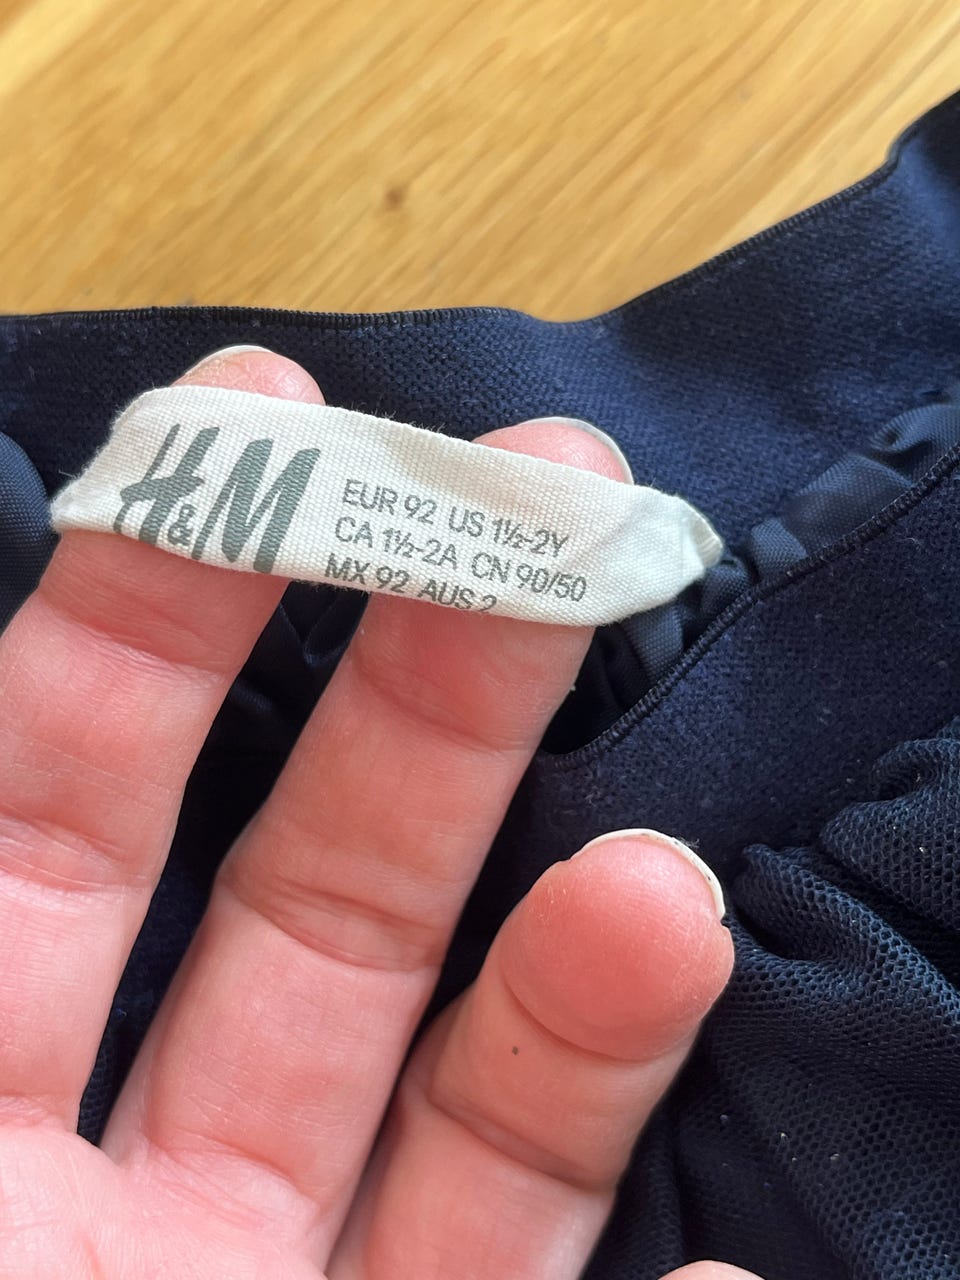 H&M
EUR 92 US 1½-2Y
CA 1½-2A CN 90/50
MX 92 AUS 2